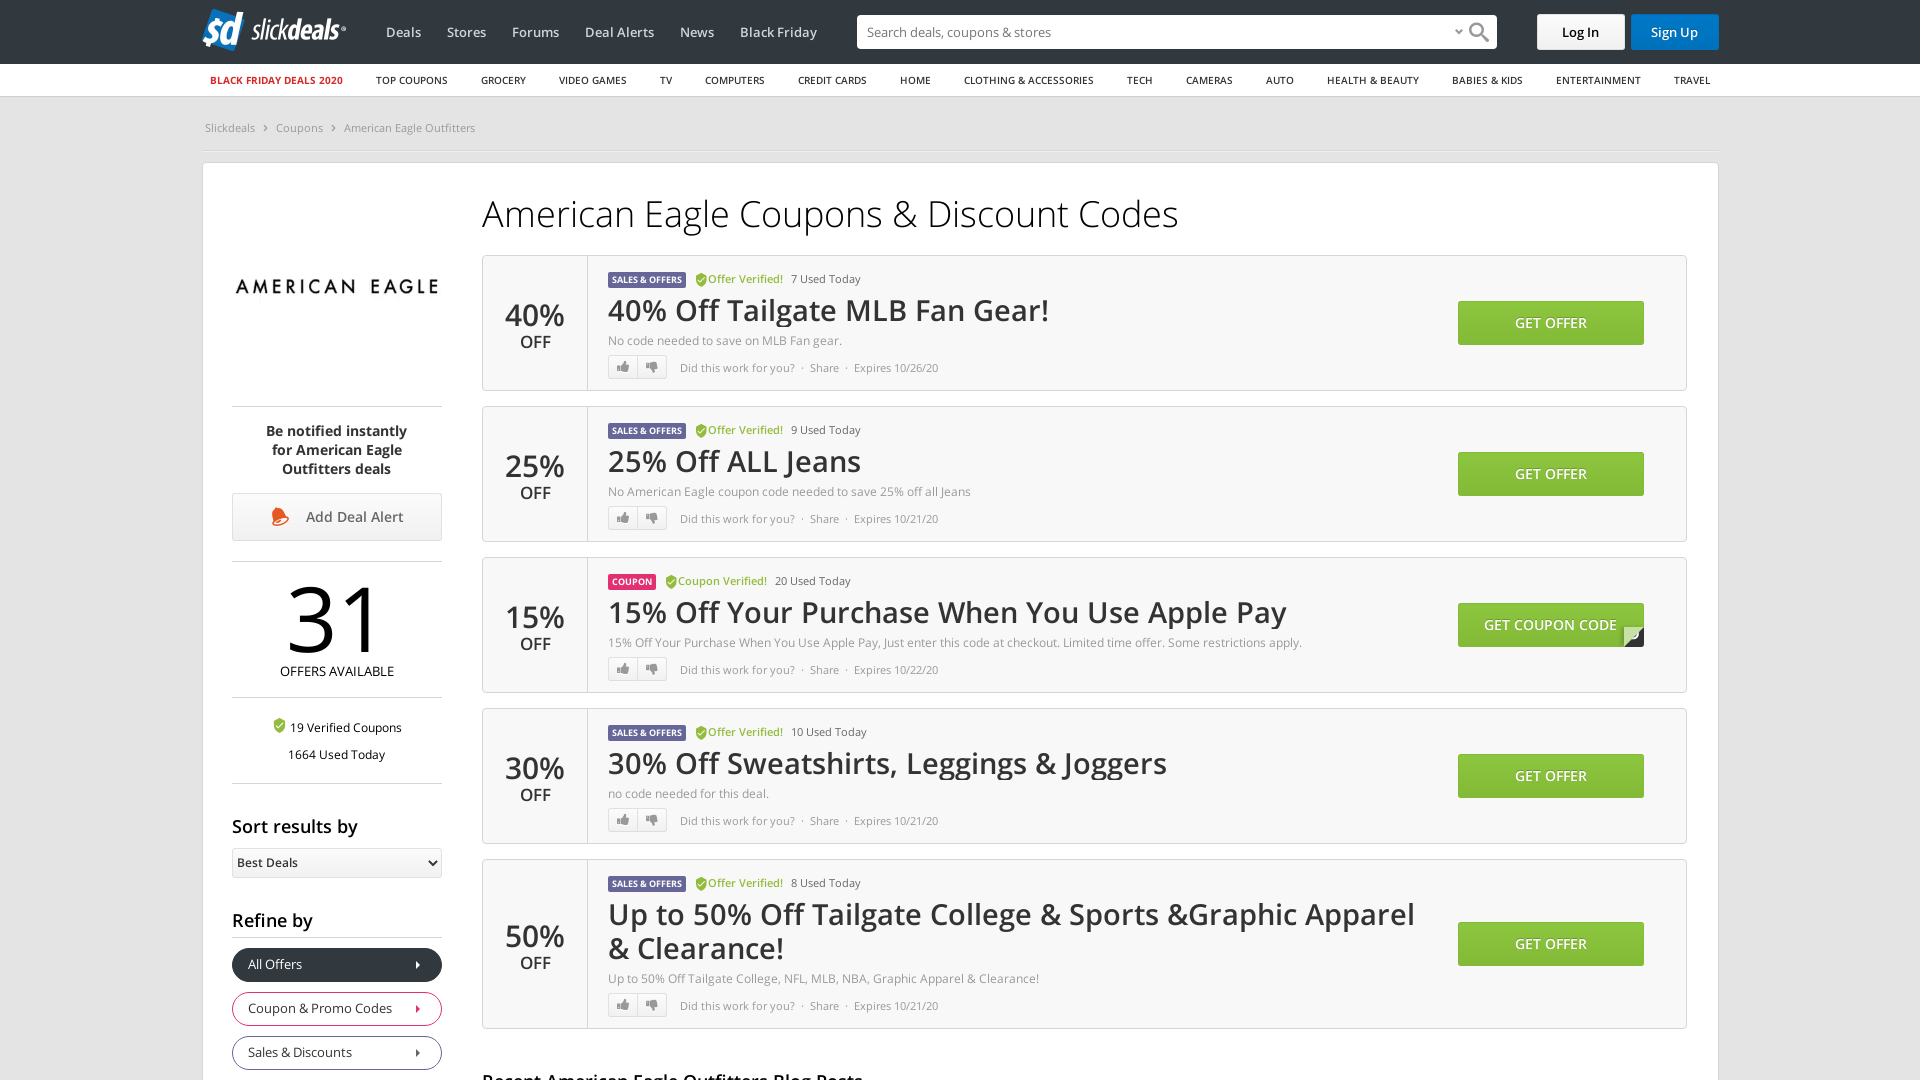 slickdeals
Deals
Stores
Forums
Deal Alerts
News
Black Friday
Search deals, coupons & stores
Log In
Sign Up
BLACK FRIDAY DEALS 2020
TOP COUPONS
GROCERY
VIDEO GAMES
TV
COMPUTERS
CREDIT CARDS
HOME
CLOTHING & ACCESSORIES
TECH
CAMERAS
AUTO
HEALTH & BEAUTY
BABIES & KIDS
ENTERTAINMENT
TRAVEL
Slickdeals › Coupons › American Eagle Outfitters
AMERICAN EAGLE
Be notified instantly
for American Eagle
Outfitters deals
Add Deal Alert
31
OFFERS AVAILABLE
19 Verified Coupons
1664 Used Today
Sort results by
Best Deals
Refine by
All Offers
Coupon & Promo Codes
Sales & Discounts
American Eagle Coupons & Discount Codes
40%
OFF
SALES & OFFERS Offer Verified! 7 Used Today
40% Off Tailgate MLB Fan Gear!
No code needed to save on MLB Fan gear.
Did this work for you? · Share · Expires 10/26/20
GET OFFER
25%
OFF
SALES & OFFERS Offer Verified! 9 Used Today
25% Off ALL Jeans
No American Eagle coupon code needed to save 25% off all Jeans
Did this work for you? · Share · Expires 10/21/20
GET OFFER
15%
OFF
COUPON Coupon Verified! 20 Used Today
15% Off Your Purchase When You Use Apple Pay
15% Off Your Purchase When You Use Apple Pay, Just enter this code at checkout. Limited time offer. Some restrictions apply.
Did this work for you? · Share · Expires 10/22/20
GET COUPON CODE
30%
OFF
SALES & OFFERS Offer Verified! 10 Used Today
30% Off Sweatshirts, Leggings & Joggers
no code needed for this deal.
Did this work for you? · Share · Expires 10/21/20
GET OFFER
50%
OFF
SALES & OFFERS Offer Verified! 8 Used Today
Up to 50% Off Tailgate College & Sports &Graphic Apparel
& Clearance!
Up to 50% Off Tailgate College, NFL, MLB, NBA, Graphic Apparel & Clearance!
Did this work for you? · Share · Expires 10/21/20
GET OFFER
Recent American Eagle Outfitters Blog Posts